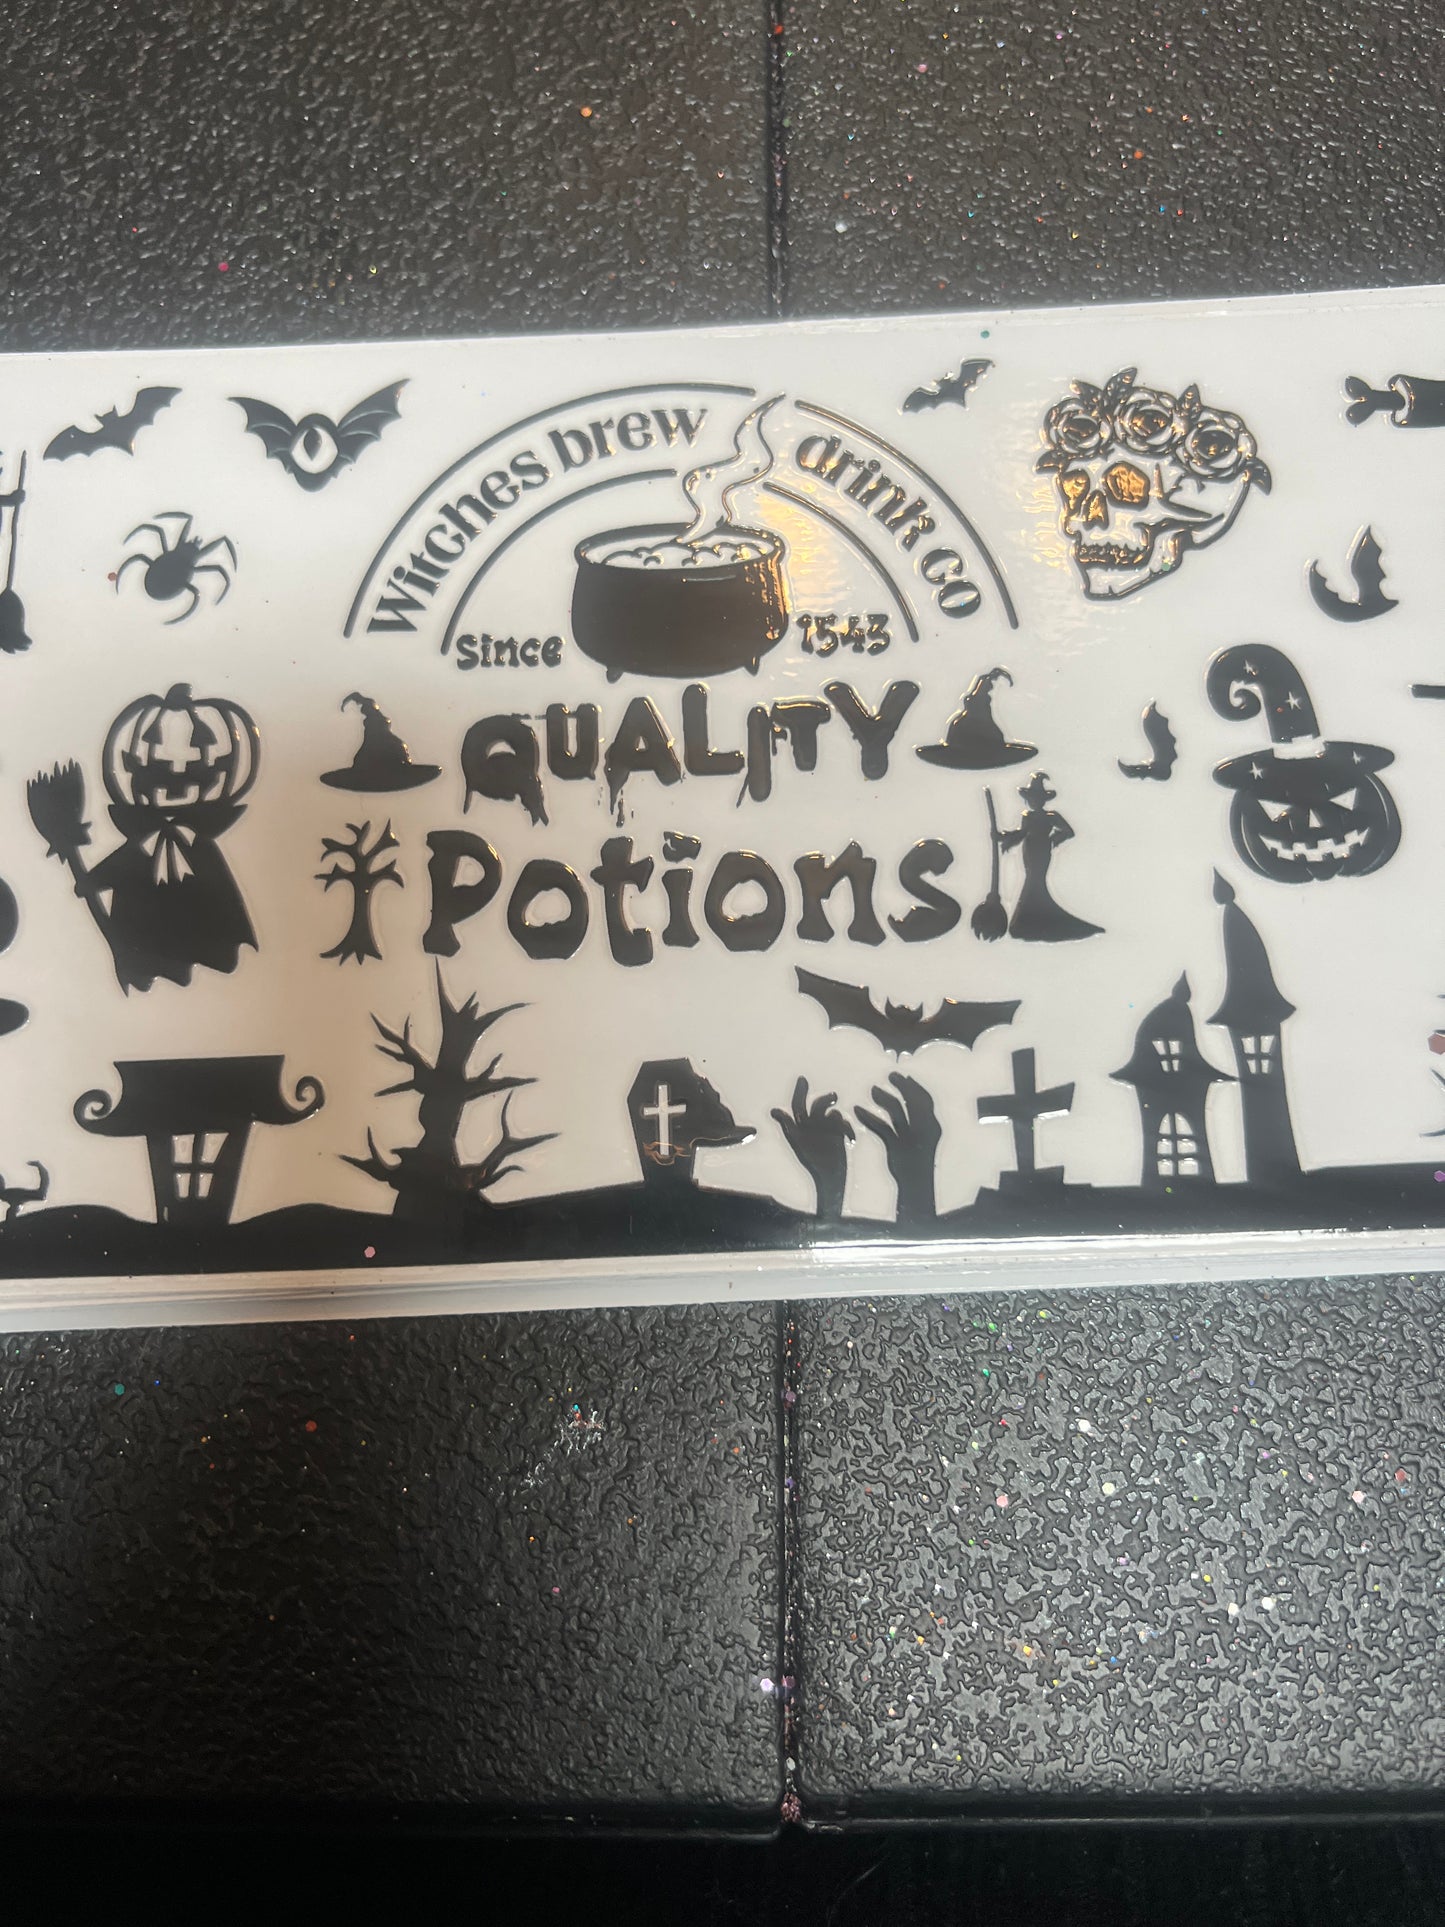 Witches brew drink co
Since 1543
QUALITY
Potions